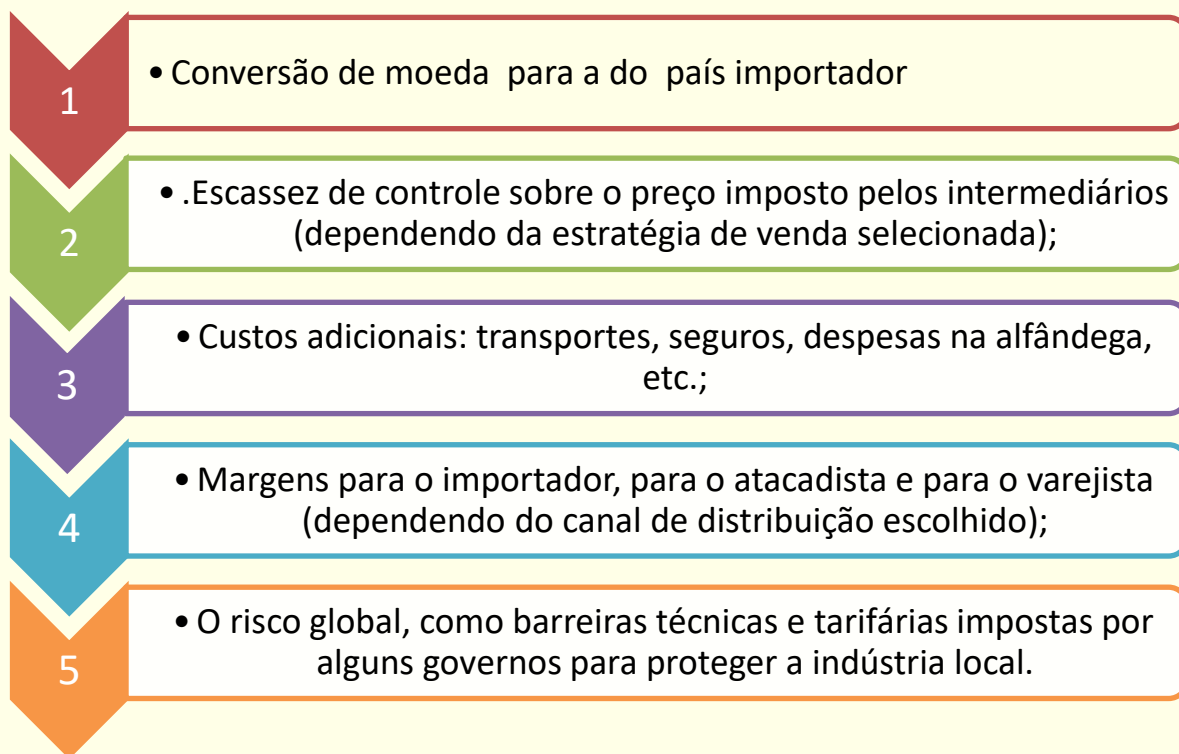 1
• Conversão de moeda para a do país importador
2
• .Escassez de controle sobre o preço imposto pelos intermediários
(dependendo da estratégia de venda selecionada);
3
• Custos adicionais: transportes, seguros, despesas na alfândega,
etc.;
4
• Margens para o importador, para o atacadista e para o varejista
(dependendo do canal de distribuição escolhido);
5
• O risco global, como barreiras técnicas e tarifárias impostas por
alguns governos para proteger a indústria local.